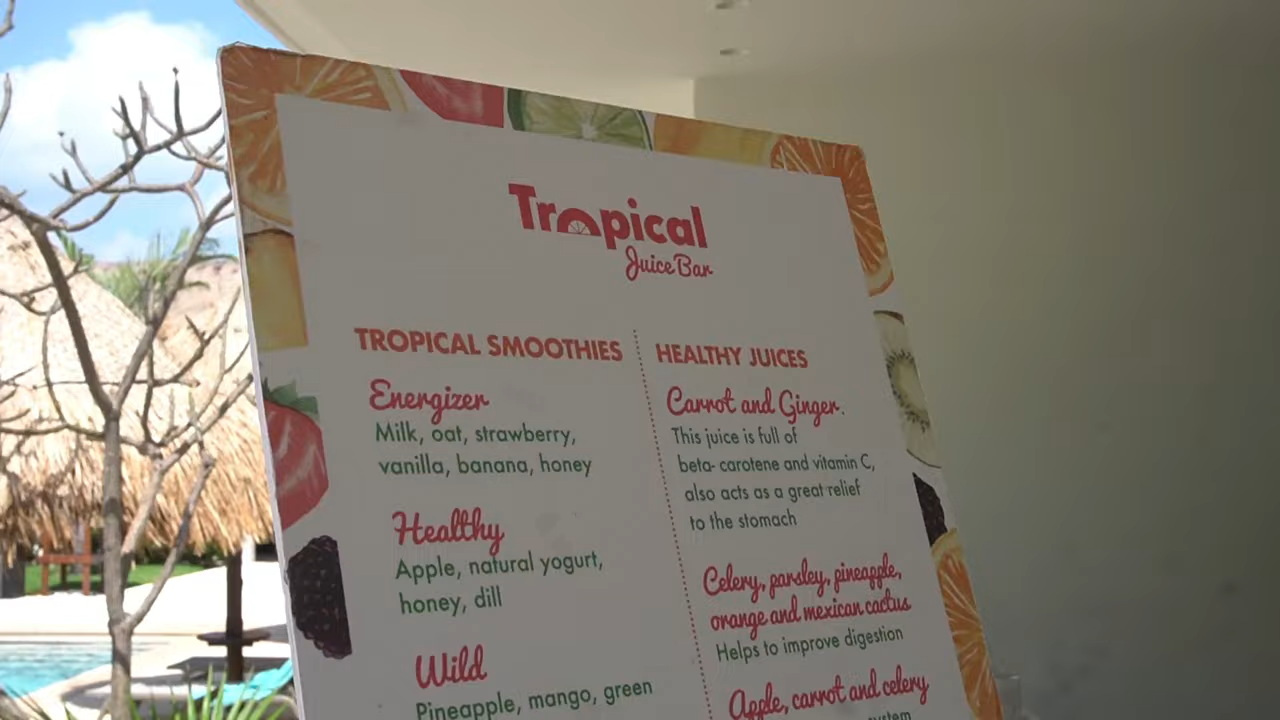 Tropical
Juice Bar
TROPICAL SMOOTHIES
Energizer
Milk, oat, strawberry,
vanilla, banana, honey
Healthy
Apple, natural yogurt,
honey, dill
Wild
Pineapple, mango, green
HEALTHY JUICES
Carrot and Ginger.
This juice is full of
beta- carotene and vitamin C,
also acts as a great relief
to the stomach
Celery, parsley, pineapple,
orange and mexican cactus
Helps to improve digestion
Apple, carrot and celery
system